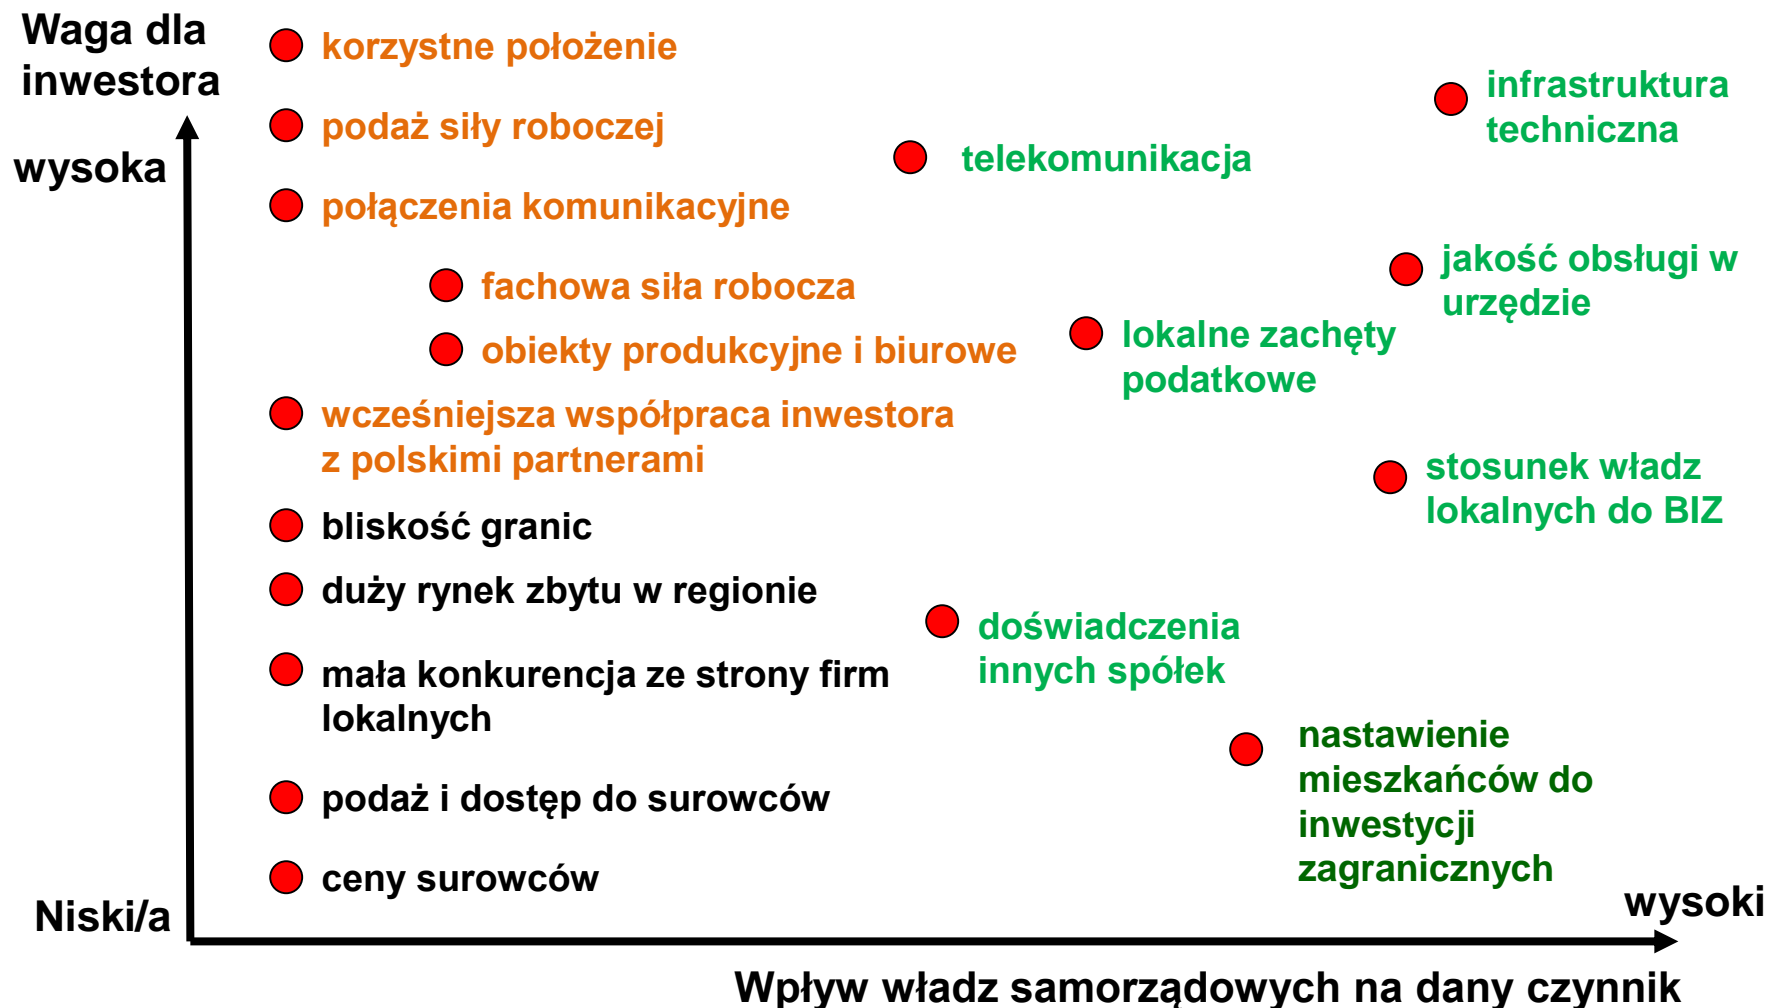 Waga dla
inwestora
wysoka
korzystne położenie
podaż siły roboczej
połączenia komunikacyjne
fachowa siła robocza
obiekty produkcyjne i biurowe
wcześniejsza współpraca inwestora
z polskimi partnerami
bliskość granic
duży rynek zbytu w regionie
mała konkurencja ze strony firm
lokalnych
podaż i dostęp do surowców
ceny surowców
telekomunikacja
infrastruktura
techniczna
jakość obsługi w
urzędzie
lokalne zachęty
podatkowe
stosunek władz
lokalnych do BIZ
doświadczenia
innych spółek
nastawienie
mieszkańców do
inwestycji
zagranicznych
Niski/a
wysoki
Wpływ władz samorządowych na dany czynnik